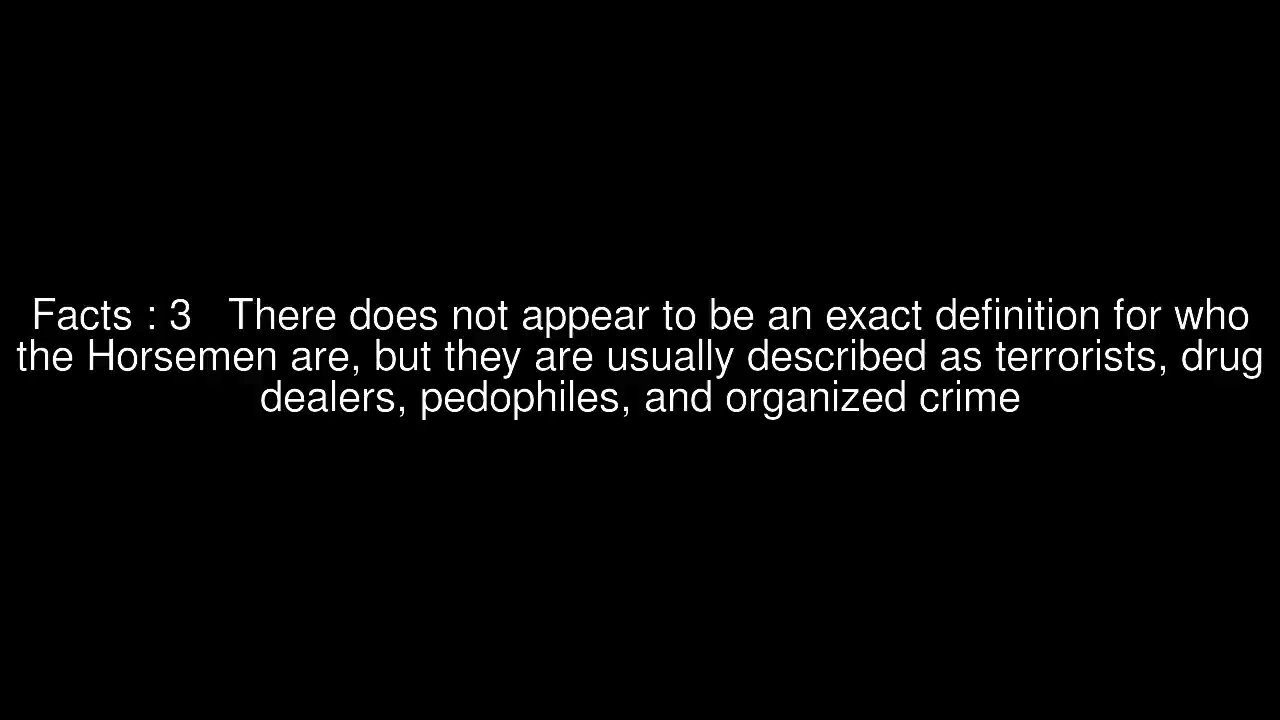 Facts : 3   There does not appear to be an exact definition for who
the Horsemen are, but they are usually described as terrorists, drug
dealers, pedophiles, and organized crime